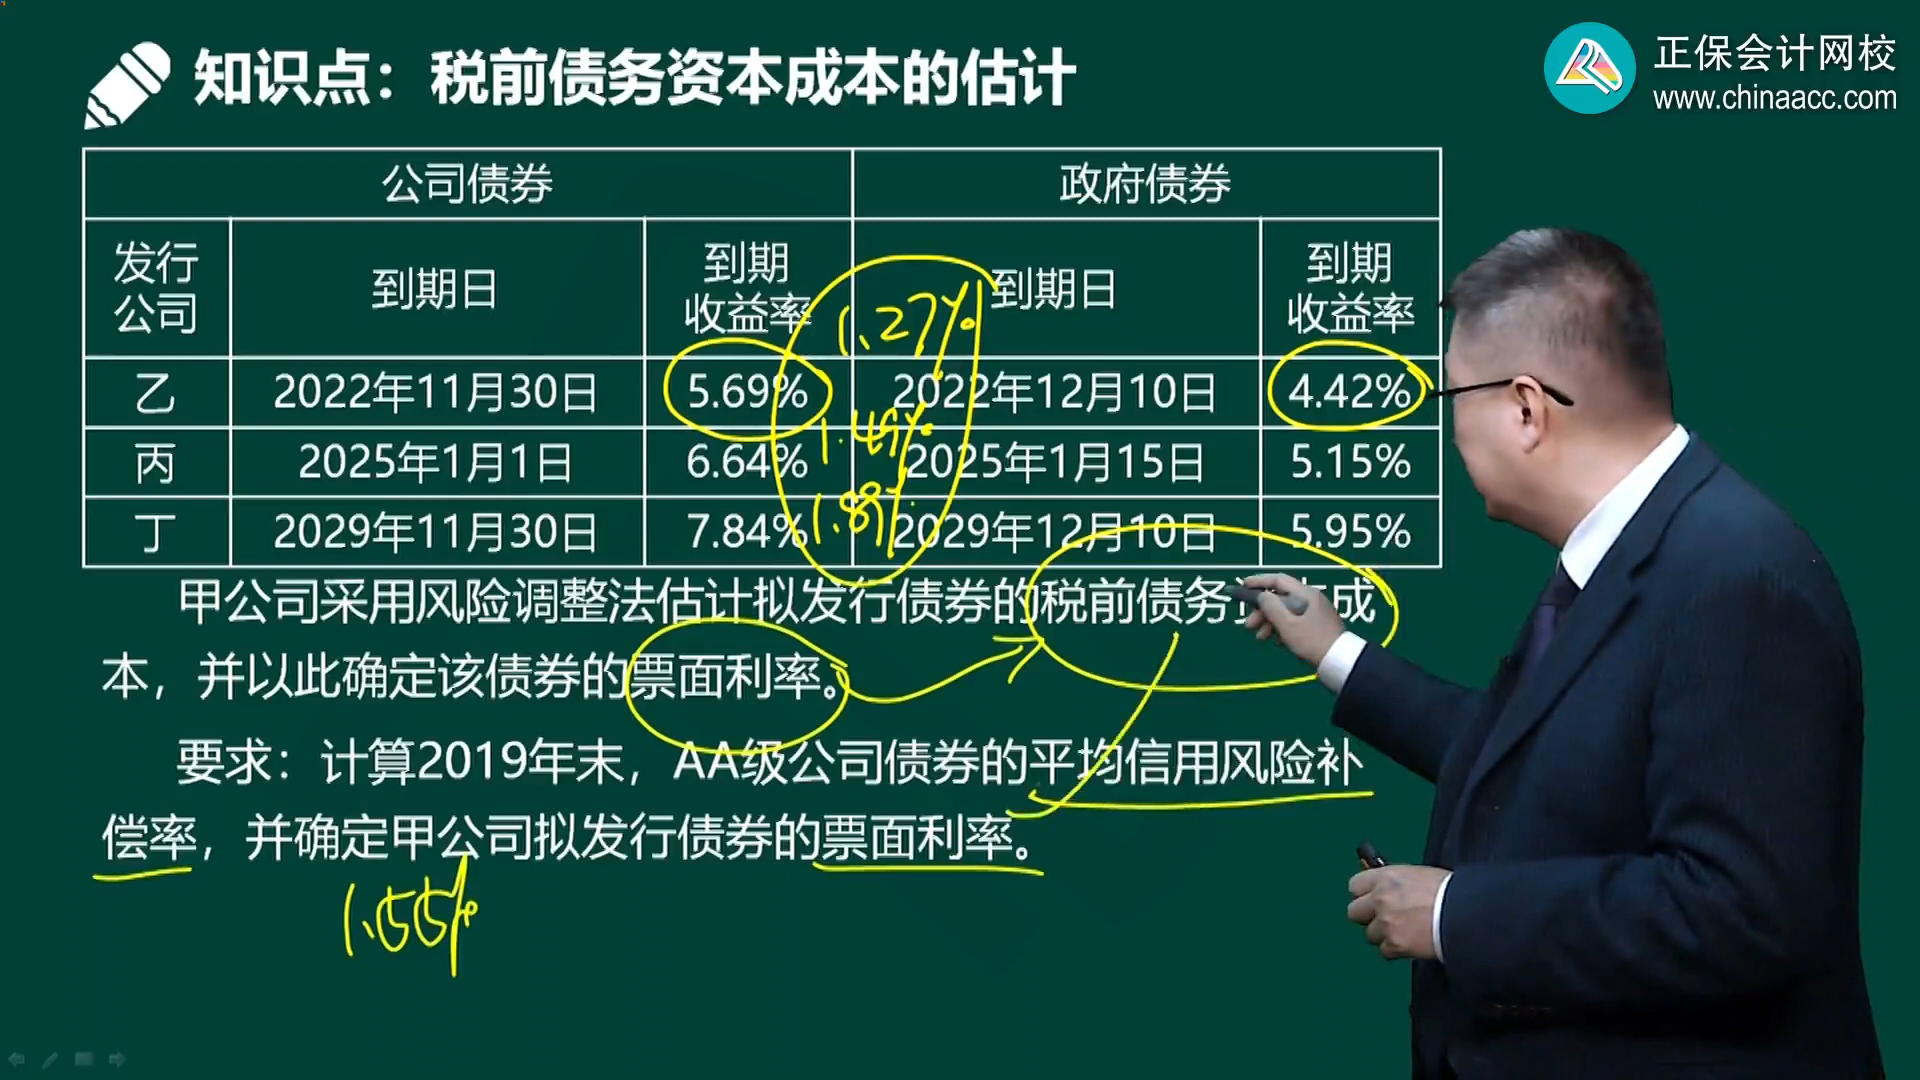 知识点：税前债务资本成本的估计
正保会计网校
www.chinaacc.com
公司债券 政府债券
发行公司 到期日 到期收益率 到期日 到期收益率
1.27%
乙 2022年11月30日 5.69% 2022年12月10日 4.42%
1.49%
丙 2025年1月1日 6.64% 2025年1月15日 5.15%
1.89%
丁 2029年11月30日 7.84% 2029年12月10日 5.95%
甲公司采用风险调整法估计拟发行债券的税前债务资本成
本，并以此确定该债券的票面利率。
要求：计算2019年末，AA级公司债券的平均信用风险补
偿率，并确定甲公司拟发行债券的票面利率。
1.55%